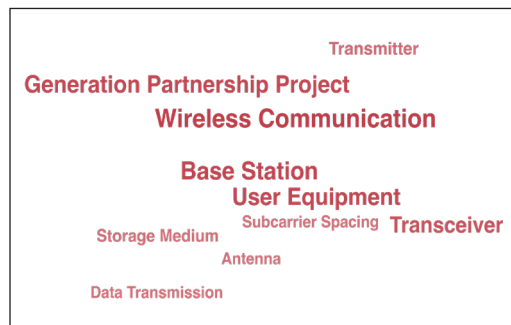 Transmitter
Generation Partnership Project
Wireless Communication
Base Station
User Equipment
Subcarrier Spacing
Transceiver
Storage Medium
Antenna
Data Transmission